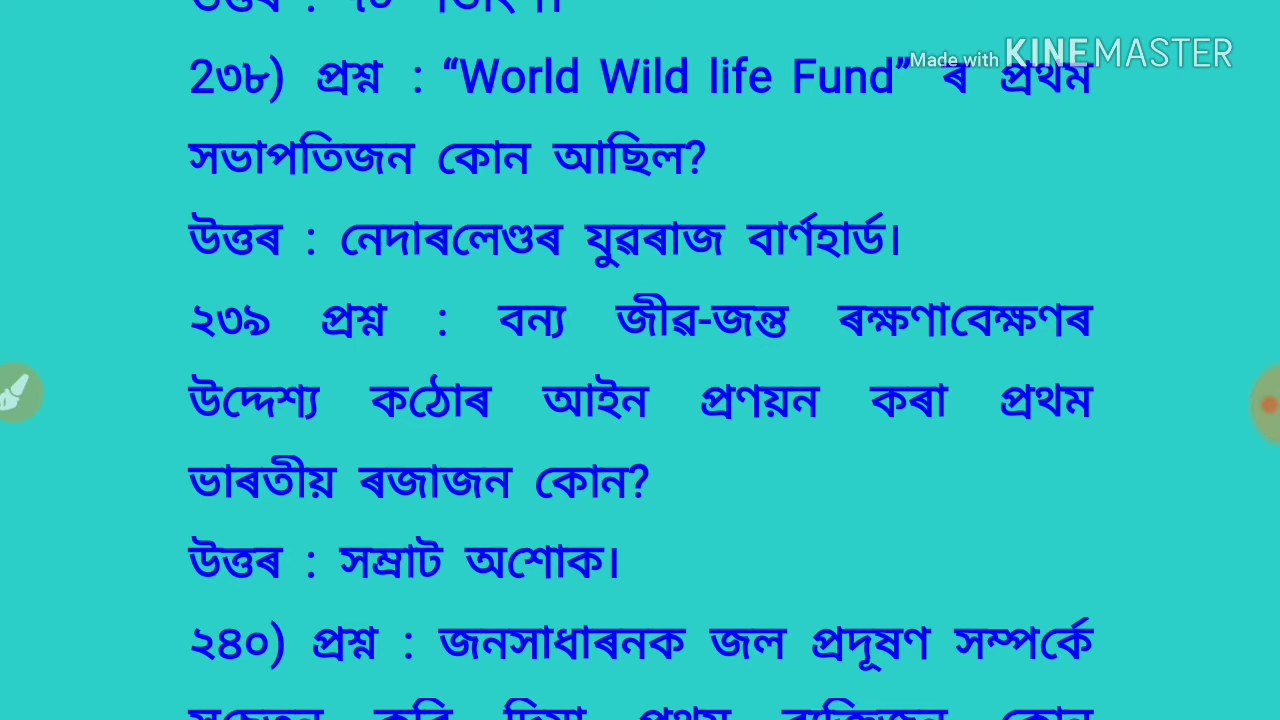 Made with KINEMASTER
2৩৮) প্ৰশ্ন : “World Wild life Fund” ৰ প্ৰথম
সভাপতিজন কোন আছিল?
উত্তৰ : নেদাৰলেণ্ডৰ যুৱৰাজ বাৰ্ণহাৰ্ড।
২৩৯ প্ৰশ্ন : বন্য জীৱ-জন্ত ৰক্ষণাবেক্ষণৰ
উদ্দেশ্য কঠোৰ আইন প্ৰণয়ন কৰা প্ৰথম
ভাৰতীয় ৰজাজন কোন?
উত্তৰ : সম্ৰাট অশোক।
২৪০) প্ৰশ্ন : জনসাধাৰনক জল প্ৰদূষণ সম্পৰ্কে